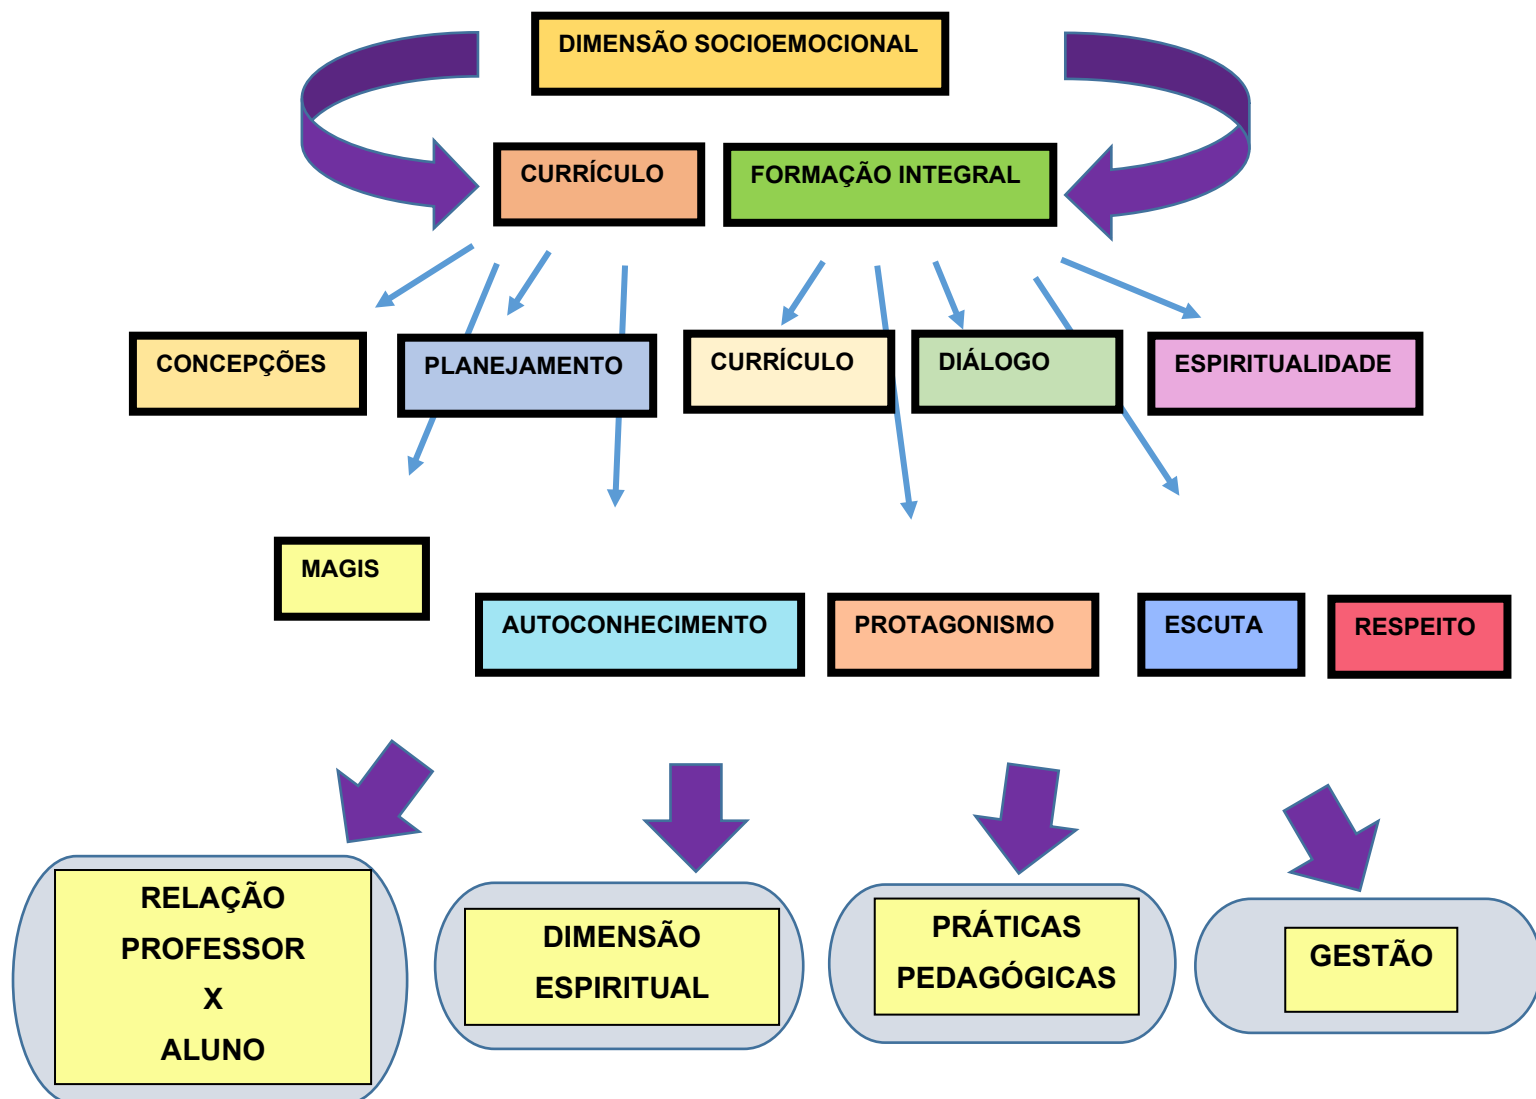 DIMENSÃO SOCIOEMOCIONAL
CURRÍCULO
FORMAÇÃO INTEGRAL
CONCEPÇÕES
PLANEJAMENTO
CURRÍCULO
DIÁLOGO
ESPIRITUALIDADE
MAGIS
AUTOCONHECIMENTO
PROTAGONISMO
ESCUTA
RESPEITO
RELAÇÃO
PROFESSOR
X
ALUNO
DIMENSÃO
ESPIRITUAL
PRÁTICAS
PEDAGÓGICAS
GESTÃO